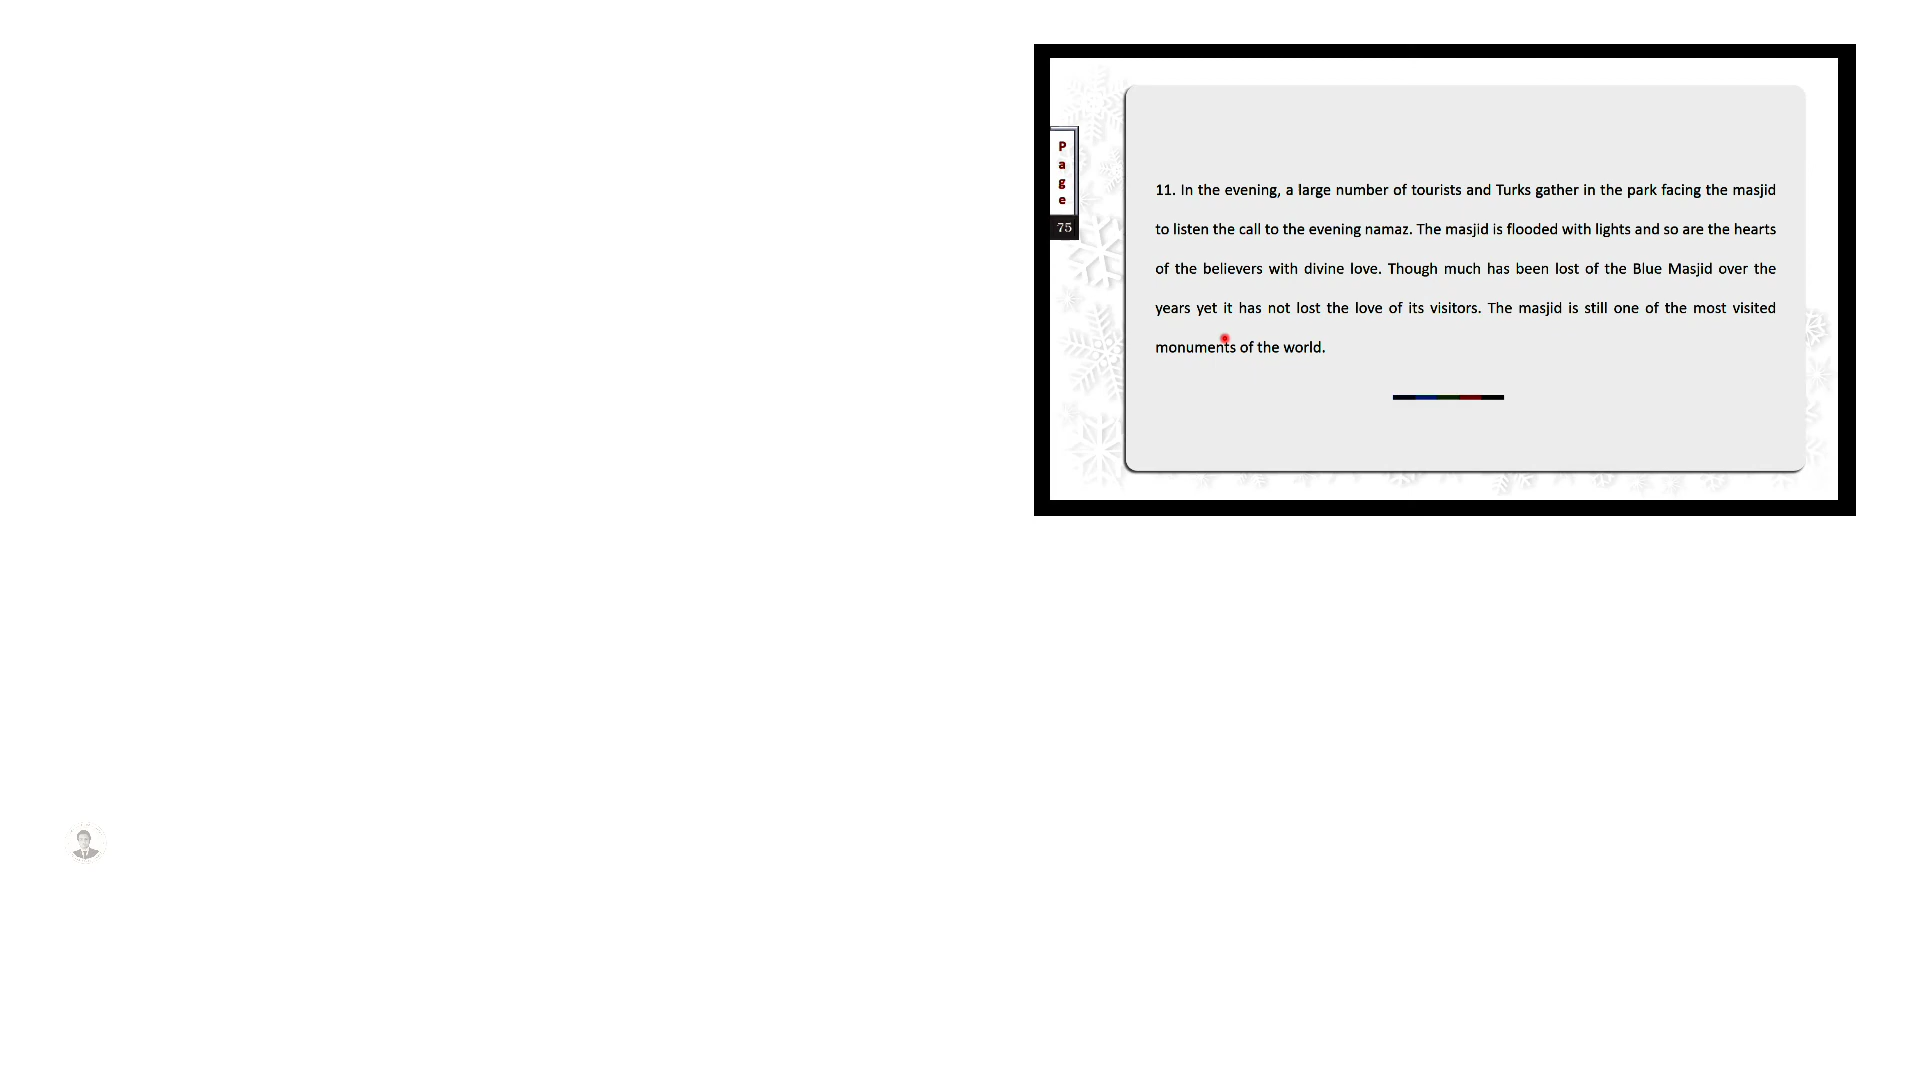 P
a
g
e
75
11. In the evening, a large number of tourists and Turks gather in the park facing the masjid
to listen the call to the evening namaz. The masjid is flooded with lights and so are the hearts
of the believers with divine love. Though much has been lost of the Blue Masjid over the
years yet it has not lost the love of its visitors. The masjid is still one of the most visited
monuments of the world.